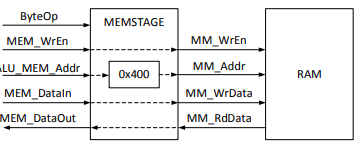 ByteOp
MEMSTAGE
MEM_WrEn
MM_WrEn
ALU_MEM_Addr
0x400
MM_Addr
RAM
MEM_DataIn
MM_WrData
MEM_DataOut
MM_RdData